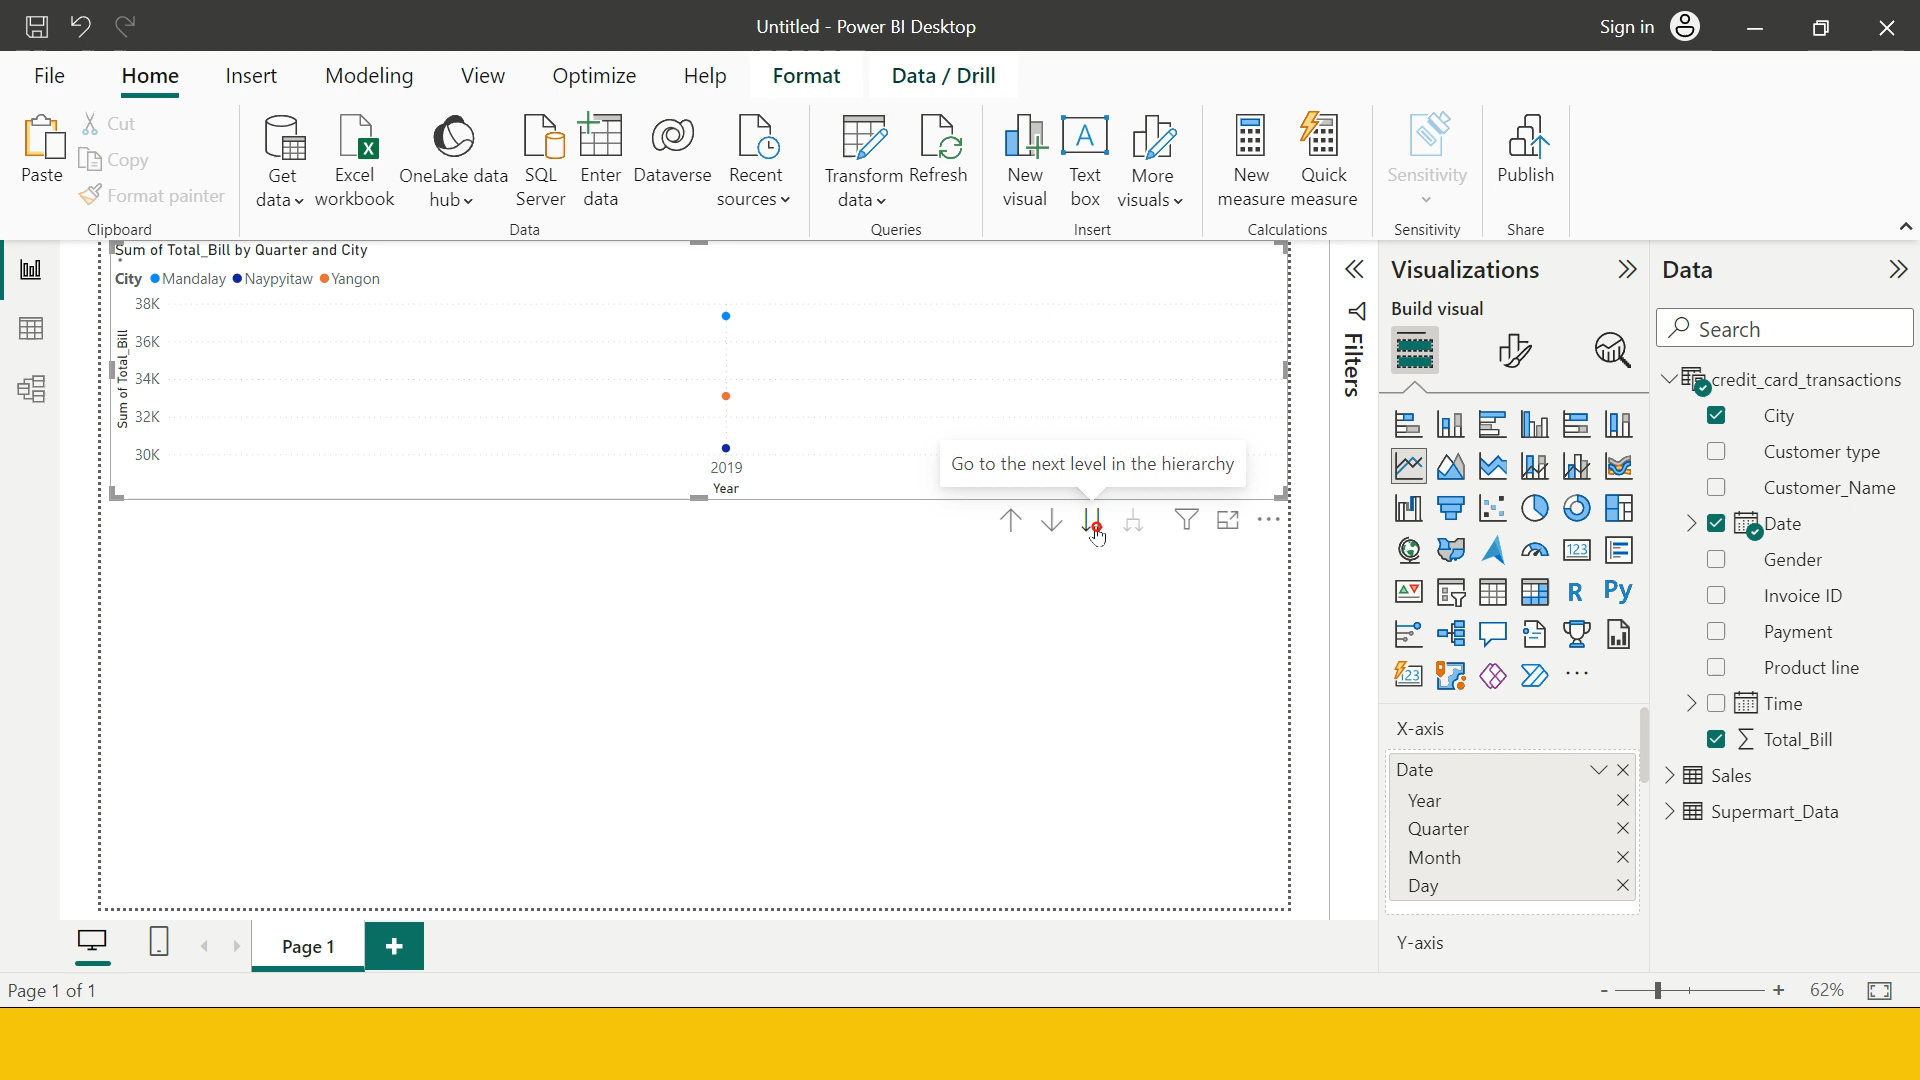 Untitled - Power BI Desktop
Sign in
File Home Insert Modeling View Optimize Help Format Data / Drill
Paste
Cut
Copy
Format painter
Clipboard
Get data
Excel workbook
OneLake data hub
SQL Server
Enter data
Dataverse
Recent sources
Data
Transform data
Refresh
Queries
New visual
Text box
More visuals
Insert
New measure
Quick measure
Calculations
Sensitivity
Sensitivity
Publish
Share
Sum of Total_Bill by Quarter and City
City Mandalay Naypyitaw Yangon
38K
36K
34K
32K
30K
Sum of Total_Bill
2019
Year
Go to the next level in the hierarchy
Filters
Visualizations
Build visual
123
R
Py
123
X-axis
Date
Year
Quarter
Month
Day
Y-axis
Data
Search
credit_card_transactions
City
Customer type
Customer_Name
Date
Gender
Invoice ID
Payment
Product line
Time
Total_Bill
Sales
Supermart_Data
Page 1
Page 1 of 1
62%